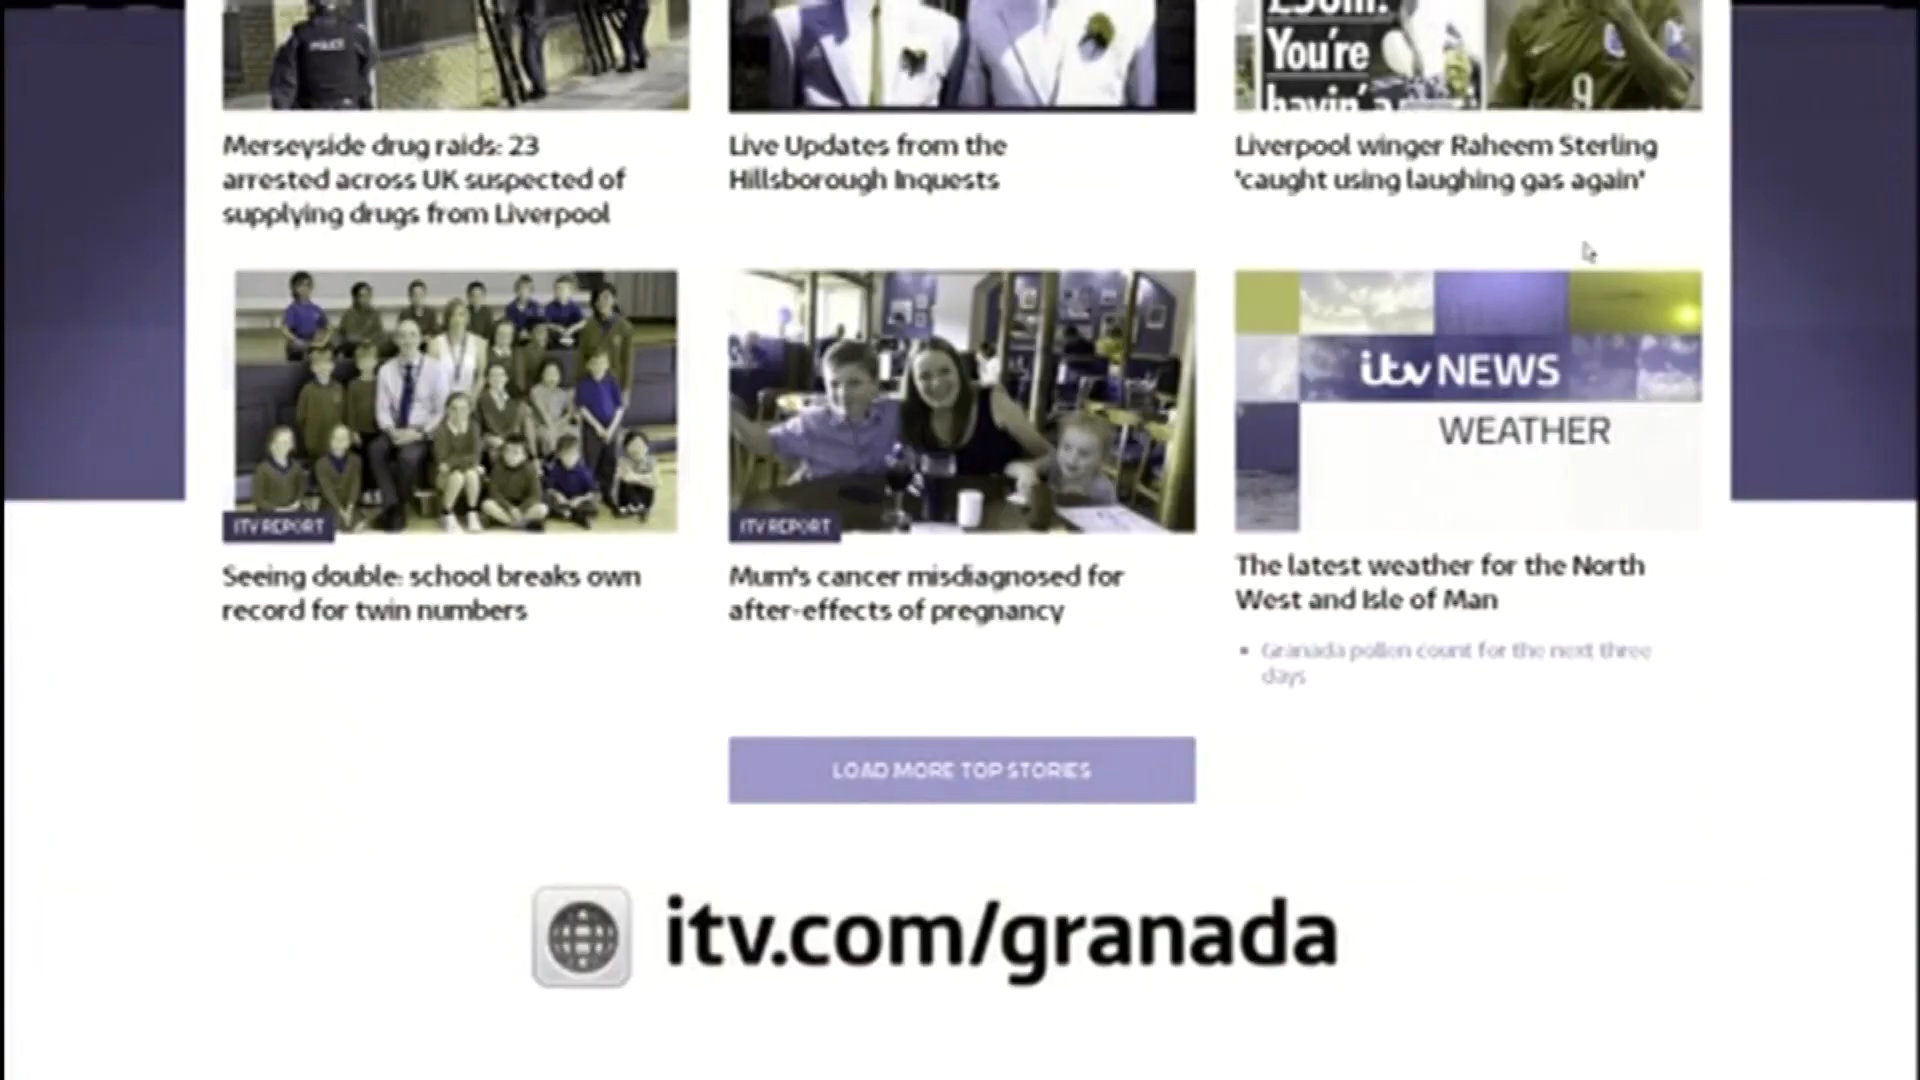 POLICE
£50m?
You're
havin' a
9
Merseyside drug raids: 23
arrested across UK suspected of
supplying drugs from Liverpool
Live Updates from the
Hillsborough Inquests
Liverpool winger Raheem Sterling
'caught using laughing gas again'
itv NEWS
WEATHER
ITV REPORT
ITV REPORT
Seeing double: school breaks own
record for twin numbers
Mum's cancer misdiagnosed for
after-effects of pregnancy
The latest weather for the North
West and Isle of Man
• Granada pollen count for the next three
days
LOAD MORE TOP STORIES
itv.com/granada